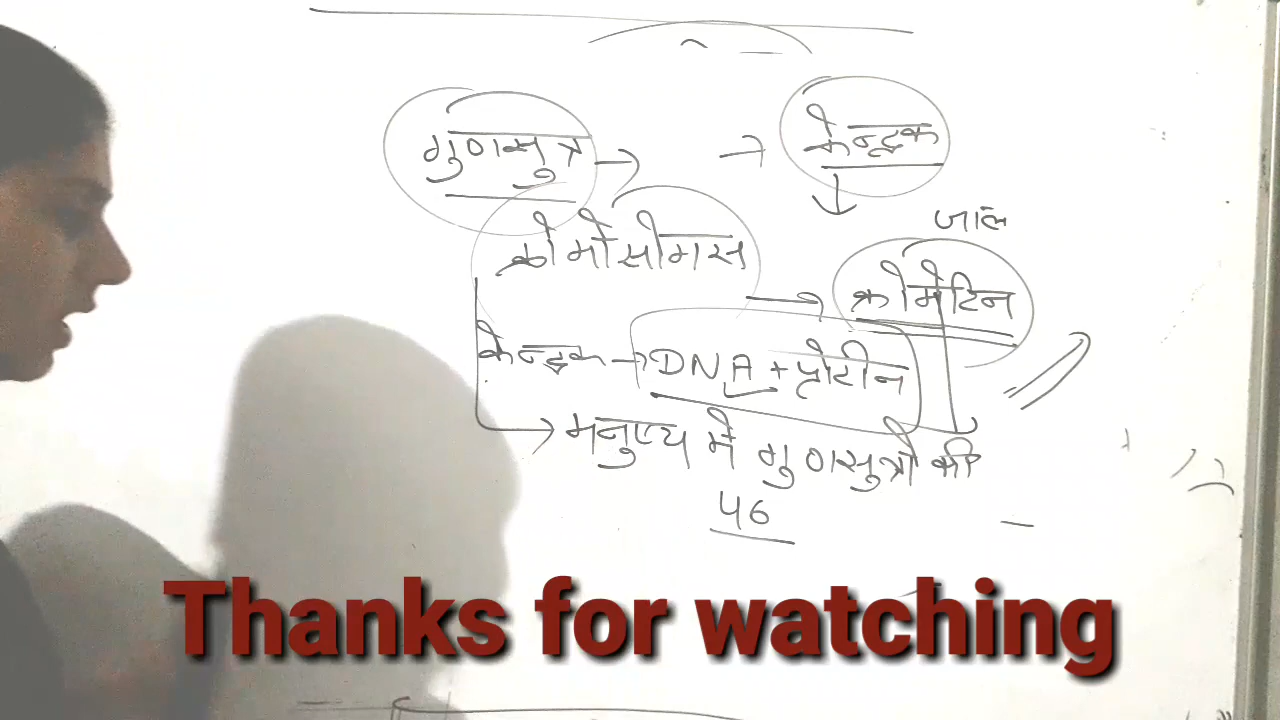 गुणसुत्र → → केन्द्रक
जाल
क्रोमोसोमस → क्रोमेटिन
केन्द्रक → DNA + प्रोटीन
→ मनुष्य में गुणसुत्रो की
46
Thanks for watching